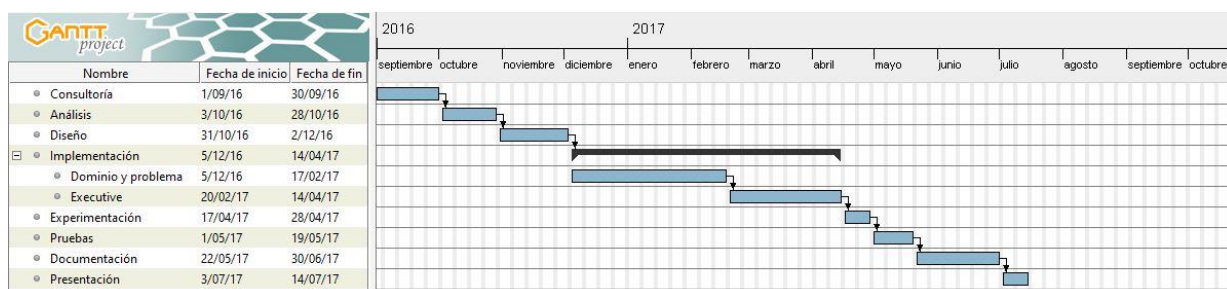 GANTT
project
2016 2017
septiembre octubre noviembre diciembre enero febrero marzo abril mayo junio julio agosto septiembre octubre
Nombre Fecha de inicio Fecha de fin
Consultoría 1/09/16 30/09/16
Análisis 3/10/16 28/10/16
Diseño 31/10/16 2/12/16
Implementación 5/12/16 14/04/17
Dominio y problema 5/12/16 17/02/17
Executive 20/02/17 14/04/17
Experimentación 17/04/17 28/04/17
Pruebas 1/05/17 19/05/17
Documentación 22/05/17 30/06/17
Presentación 3/07/17 14/07/17